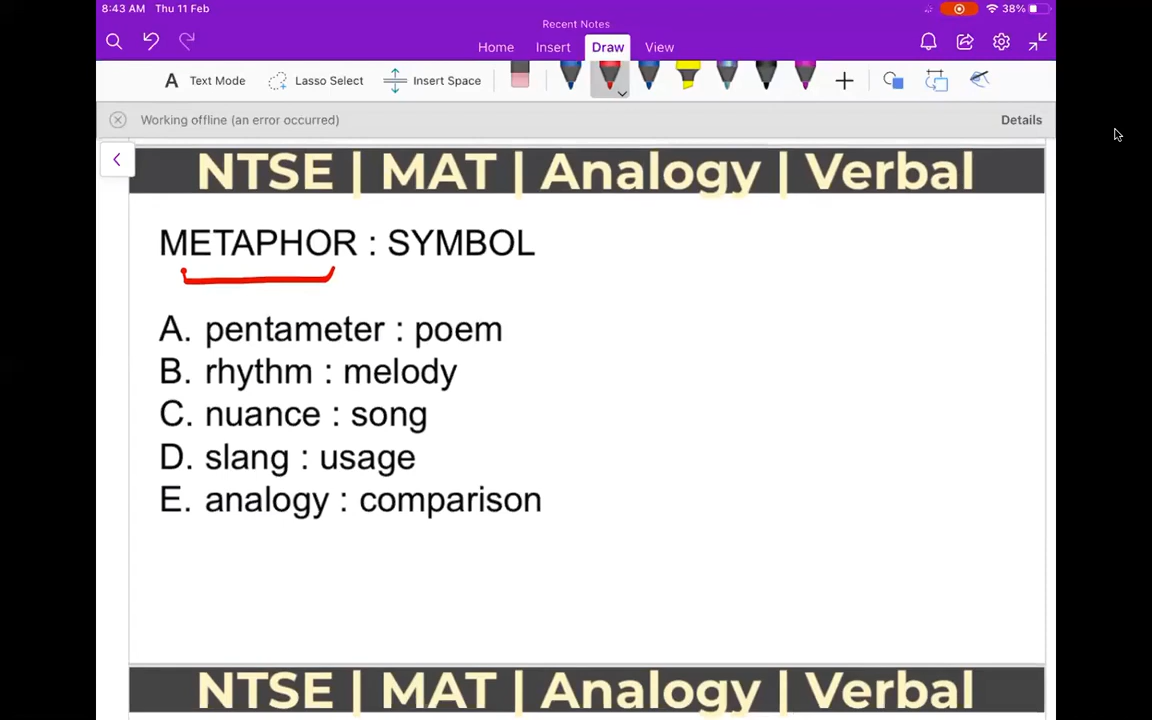 8:43 AM Thu 11 Feb
38%
Recent Notes
Home Insert Draw View
Text Mode Lasso Select Insert Space
Working offline (an error occurred) Details
NTSE | MAT | Analogy | Verbal
METAPHOR : SYMBOL
A. pentameter : poem
B. rhythm : melody
C. nuance : song
D. slang : usage
E. analogy : comparison
NTSE | MAT | Analogy | Verbal